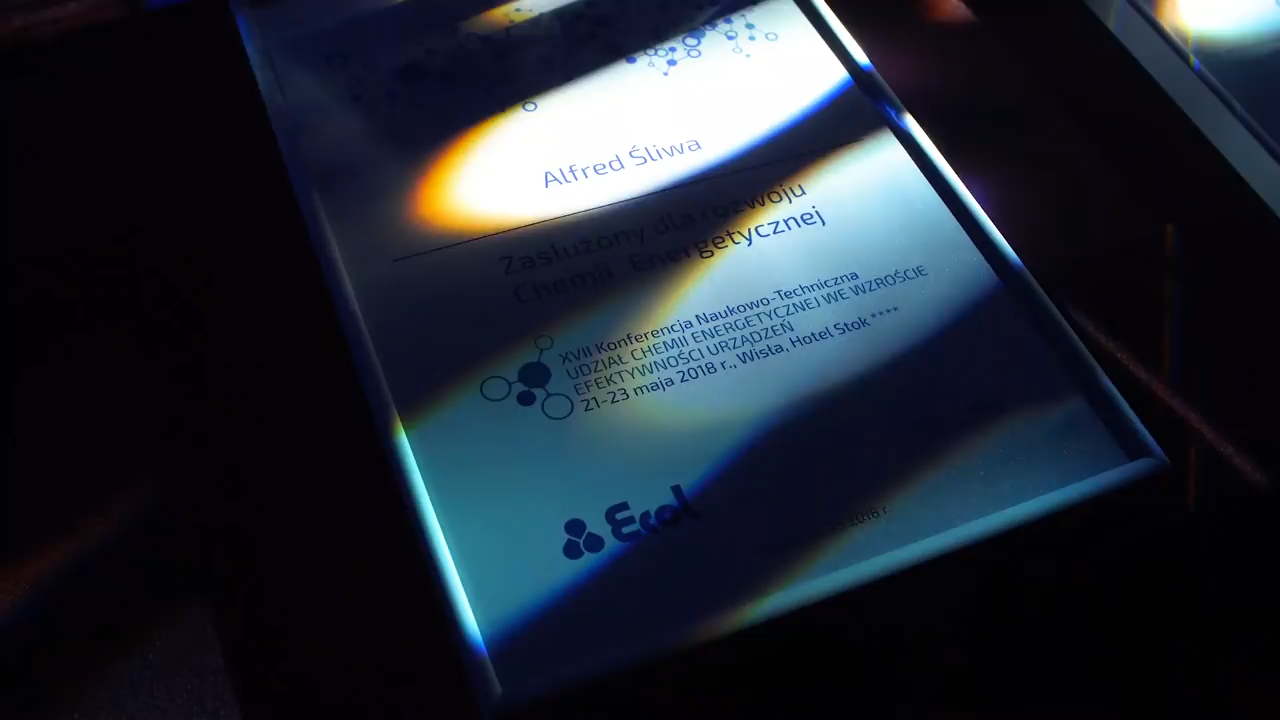 Alfred Śliwa
Zasłużony dla rozwoju
Chemii Energetycznej
XVII Konferencja Naukowo-Techniczna
UDZIAŁ CHEMII ENERGETYCZNEJ WE WZROŚCIE
EFEKTYWNOŚCI URZĄDZEŃ
21-23 maja 2018 r., Wisła, Hotel Stok ****
Ecol
2018 r.